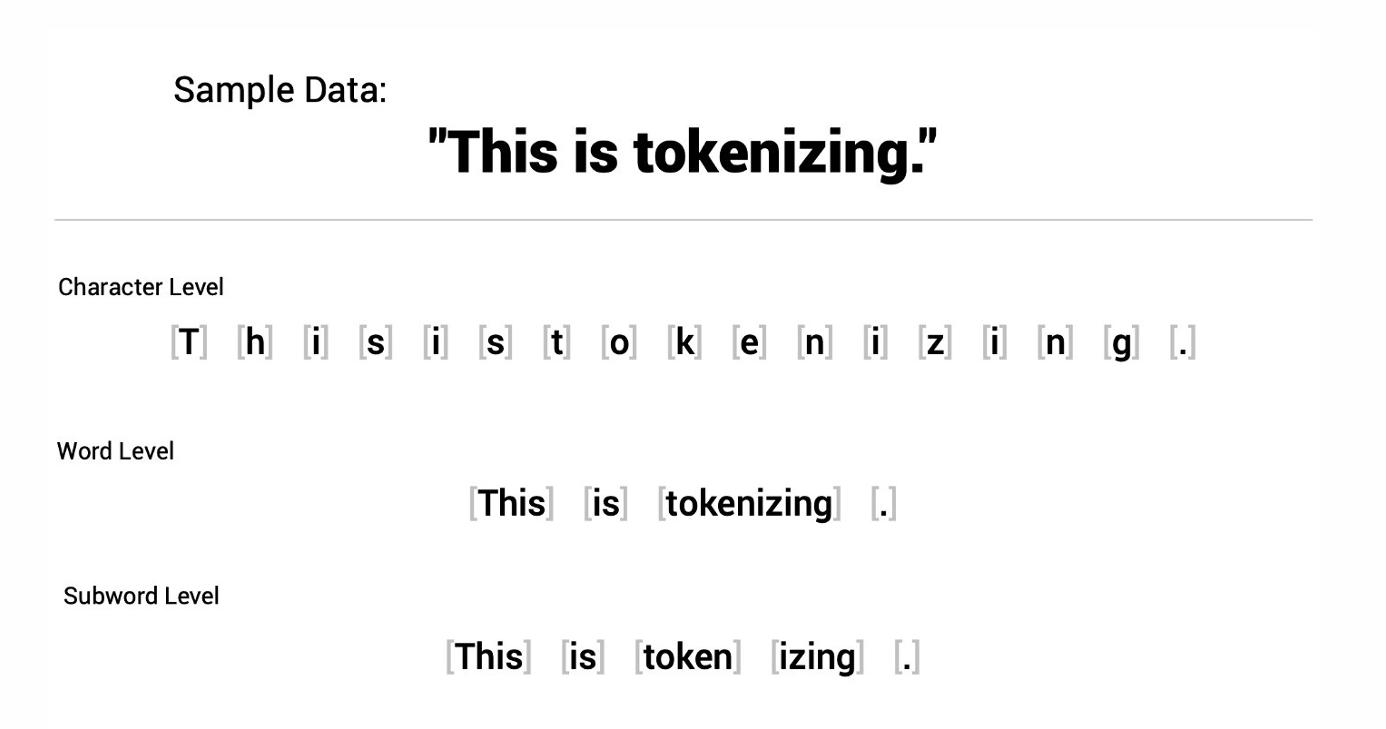 Sample Data:
"This is tokenizing."
Character Level
[T] [h] [i] [s] [i] [s] [t] [o] [k] [e] [n] [i] [z] [i] [n] [g] [.]
Word Level
[This] [is] [tokenizing] [.]
Subword Level
[This] [is] [token] [izing] [.]